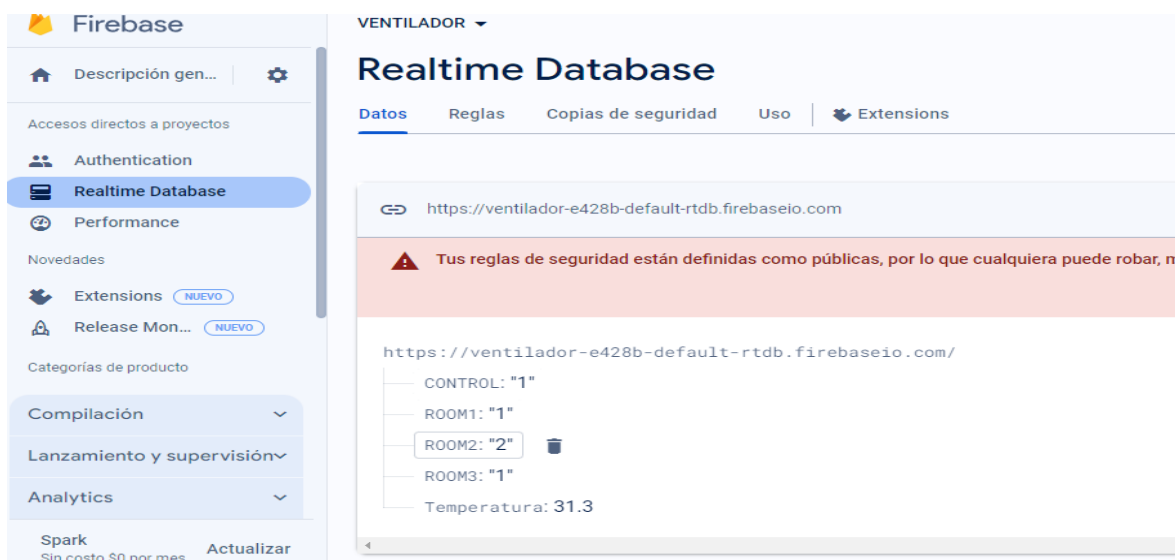 Firebase
Descripción gen...
Accesos directos a proyectos
Authentication
Realtime Database
Performance
Novedades
Extensions NUEVO
Release Mon... NUEVO
Categorías de producto
Compilación
Lanzamiento y supervisión
Analytics
Spark
Sin costo $0 por mes
Actualizar
VENTILADOR
Realtime Database
Datos Reglas Copias de seguridad Uso Extensions
https://ventilador-e428b-default-rtdb.firebaseio.com
Tus reglas de seguridad están definidas como públicas, por lo que cualquiera puede robar,
https://ventilador-e428b-default-rtdb.firebaseio.com/
CONTROL: "1"
ROOM1: "1"
ROOM2: "2"
ROOM3: "1"
Temperatura: 31.3